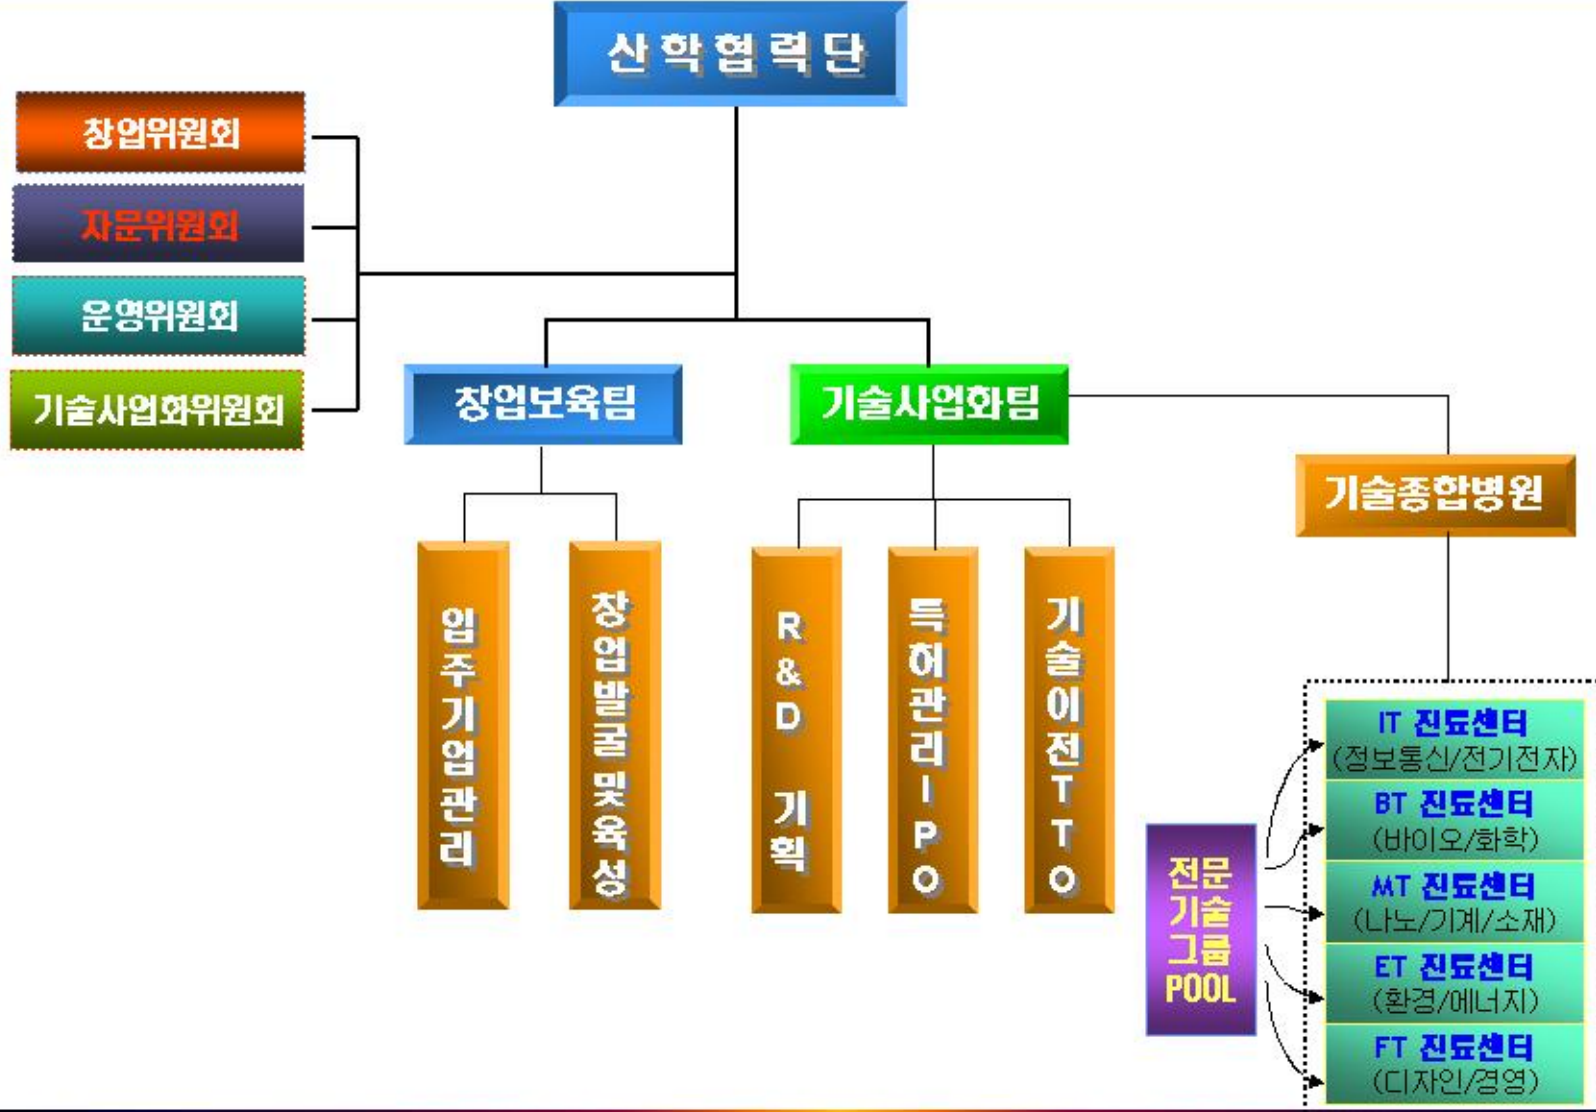 산학협력단
창업위원회
자문위원회
운영위원회
기술사업화위원회
창업보육팀
기술사업화팀
기술종합병원
입주기업관리
창업발굴및육성
R&D 기획
특허관리IPO
기술이전TTO
전문
기술
그룹
POOL
IT 진료센터
(정보통신/전기전자)
BT 진료센터
(바이오/화학)
MT 진료센터
(나노/기계/소재)
ET 진료센터
(환경/에너지)
FT 진료센터
(디자인/경영)